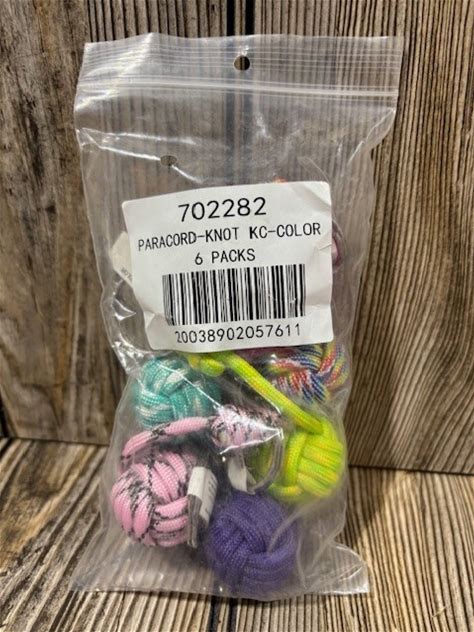 702282
PARACORD-KNOT KC-COLOR
6 PACKS
20038902057611